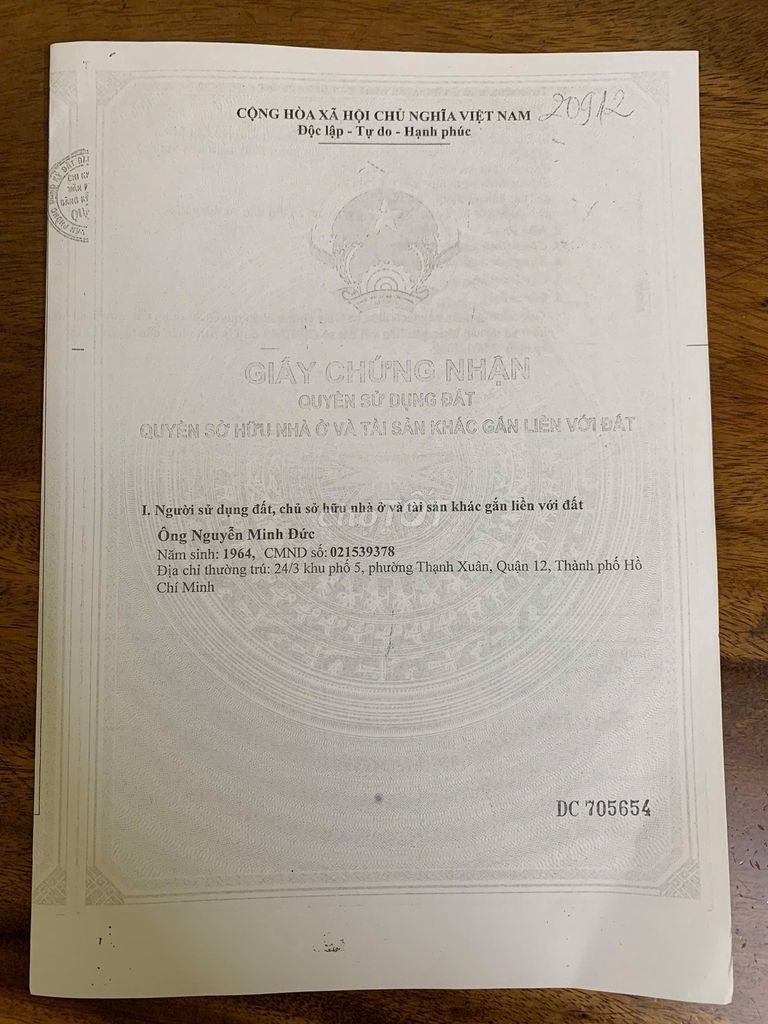 CỘNG HÒA XÃ HỘI CHỦ NGHĨA VIỆT NAM
20912
Độc lập - Tự do - Hạnh phúc
GIẤY CHỨNG NHẬN
QUYỀN SỬ DỤNG ĐẤT
QUYỀN SỞ HỮU NHÀ Ở VÀ TÀI SẢN KHÁC GẮN LIỀN VỚI ĐẤT
I. Người sử dụng đất, chủ sở hữu nhà ở và tài sản khác gắn liền với đất
CHỢ TỐT
Ông Nguyễn Minh Đức
Năm sinh: 1964, CMND số: 021539378
Địa chỉ thường trú: 24/3 khu phố 5, phường Thạnh Xuân, Quận 12, Thành phố Hồ
Chí Minh
DC 705654